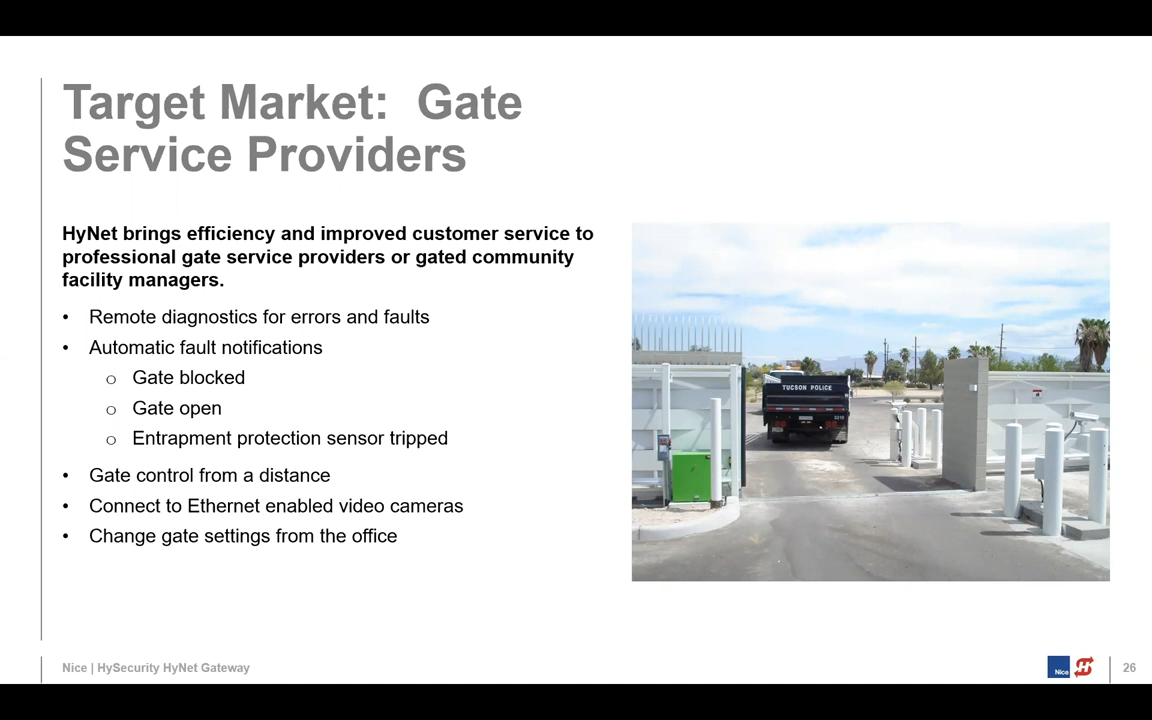 Target Market:  Gate
Service Providers
HyNet brings efficiency and improved customer service to
professional gate service providers or gated community
facility managers.
• Remote diagnostics for errors and faults
• Automatic fault notifications
o Gate blocked
o Gate open
o Entrapment protection sensor tripped
• Gate control from a distance
• Connect to Ethernet enabled video cameras
• Change gate settings from the office
TUCSON POLICE
Nice | HySecurity HyNet Gateway
Nice
H
26